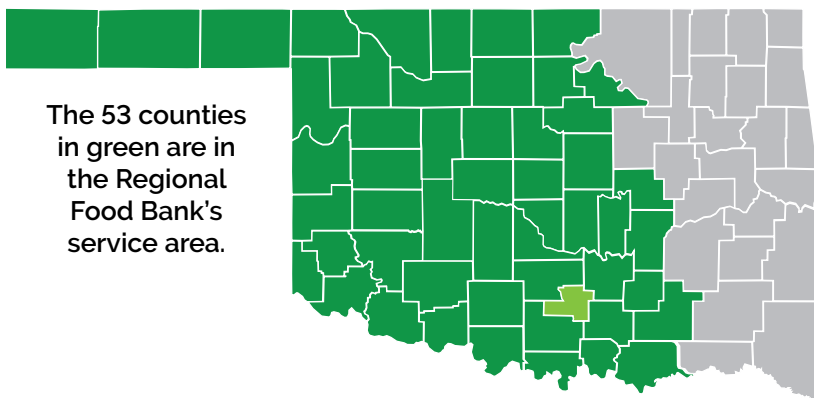 The 53 counties
in green are in
the Regional
Food Bank's
service area.